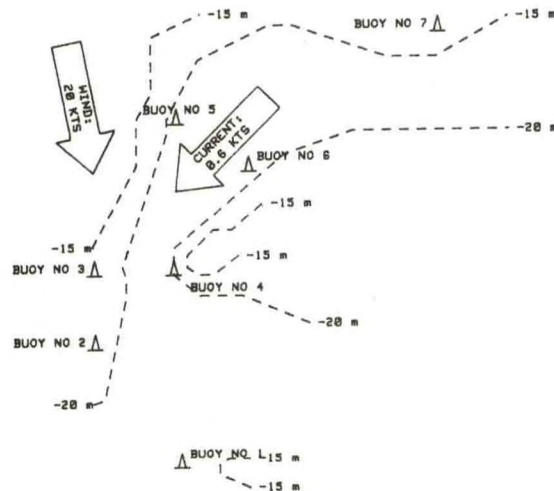 -15 m
BUOY NO 7
-15 m
WIND:
20 KTS
BUOY NO 5
CURRENT:
0.6 KTS
-20 m
BUOY NO 6
-15 m
-15 m
-15 m
BUOY NO 3
BUOY NO 4
-20 m
BUOY NO 2
-20 m
BUOY NO L
-15 m
-15 m